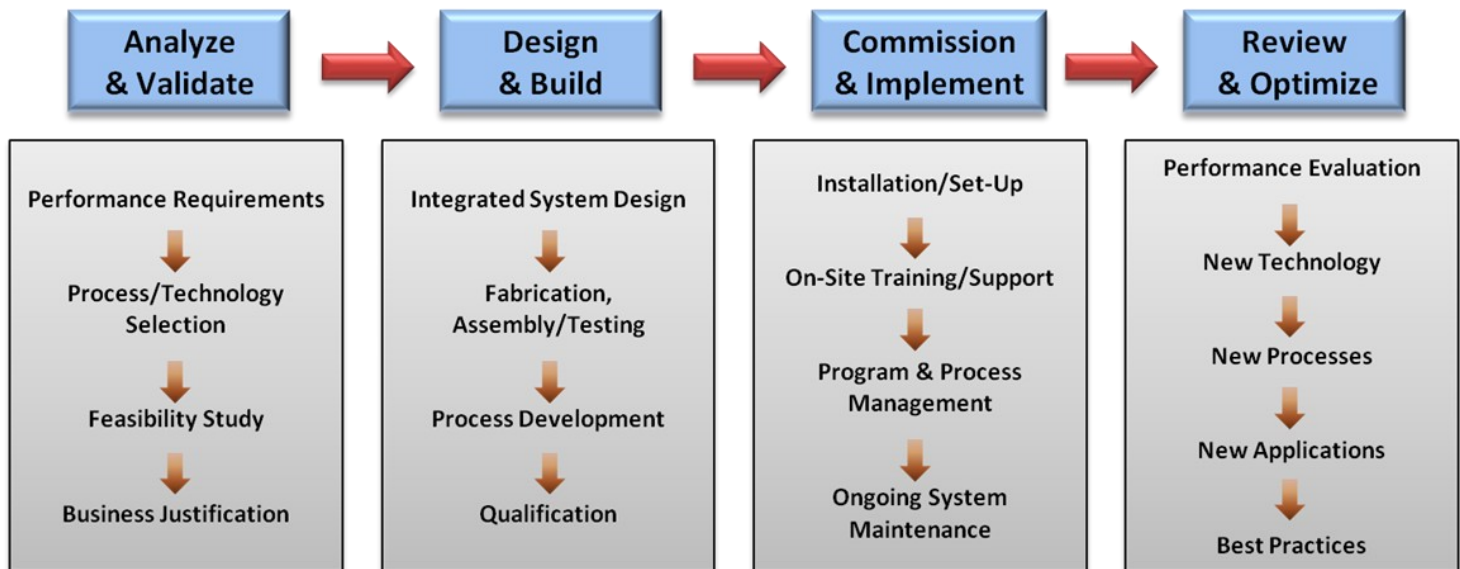 Analyze
& Validate
Design
& Build
Commission
& Implement
Review
& Optimize
Performance Requirements
Process/Technology
Selection
Feasibility Study
Business Justification
Integrated System Design
Fabrication,
Assembly/Testing
Process Development
Qualification
Installation/Set-Up
On-Site Training/Support
Program & Process
Management
Ongoing System
Maintenance
Performance Evaluation
New Technology
New Processes
New Applications
Best Practices